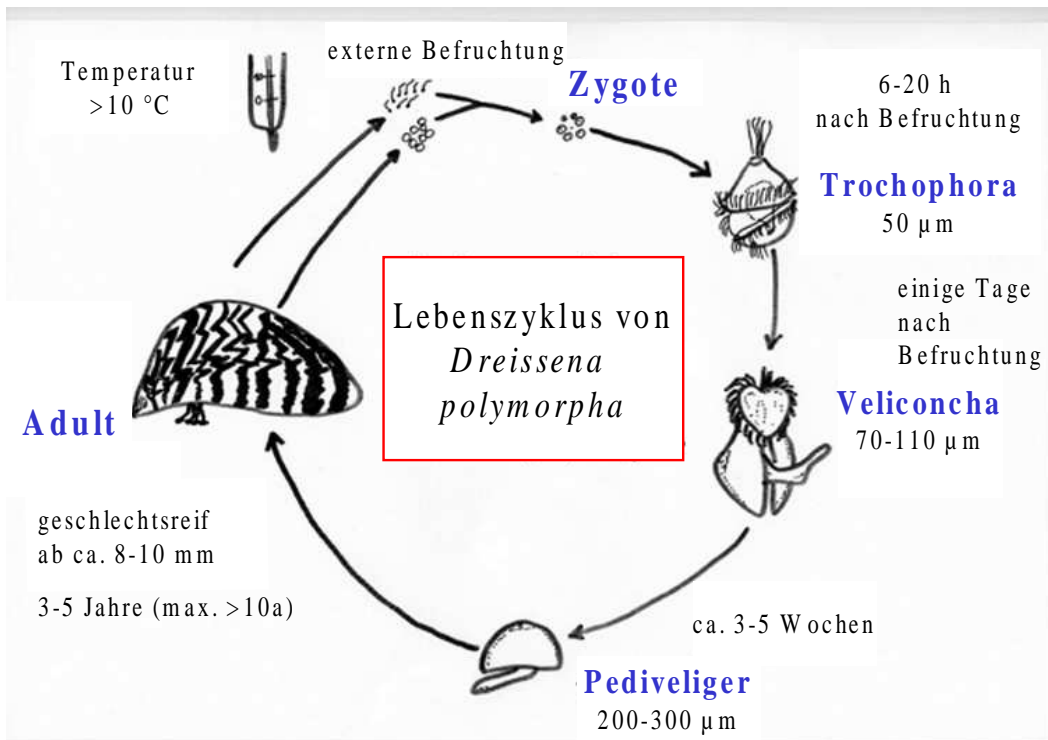 Temperatur
>10 °C
externe Befruchtung
Zygote
6-20 h
nach Befruchtung
Trochophora
50 µm
einige Tage
nach
Befruchtung
Veliconcha
70-110 µm
Lebenszyklus von
Dreissena
polymorpha
Adult
geschlechtsreif
ab ca. 8-10 mm
3-5 Jahre (max. >10a)
ca. 3-5 Wochen
Pediveliger
200-300 µm